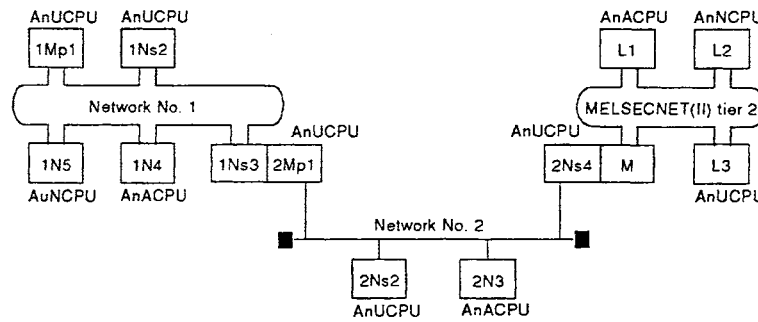 AnUCPU AnUCPU AnACPU AnNCPU
1Mp1 1Ns2 L1 L2
Network No. 1 MELSECNET(II) tier 2
AnUCPU AnUCPU
1N5 1N4 1Ns3 2Mp1 2Ns4 M L3
AuNCPU AnACPU AnUCPU
Network No. 2
2Ns2 2N3
AnUCPU AnACPU